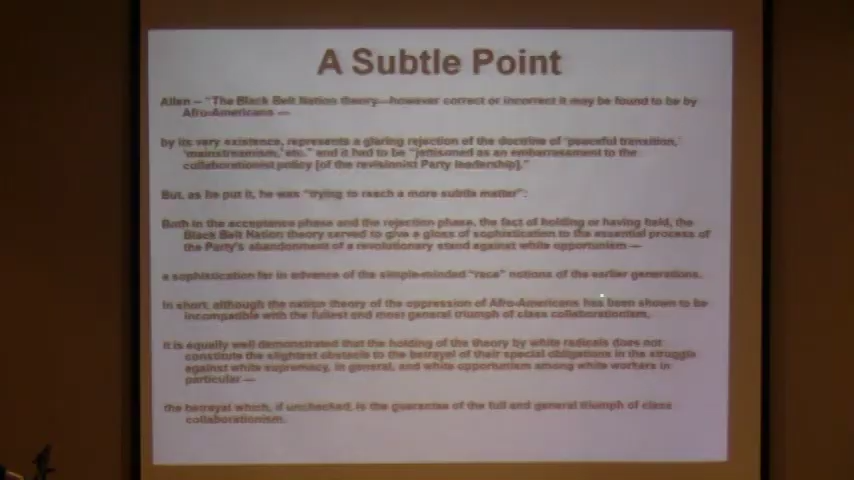 A Subtle Point
Allen – "The Black Belt Nation theory—however correct or incorrect it may be found to be by
Afro-Americans —
by its very existence, represents a glaring rejection of the doctrine of 'peaceful transition,'
'mainstreamism,' etc." and it had to be "jettisoned as an embarrassment to the
collaborationist policy [of the revisionist Party leadership]."
But, as he put it, he was "trying to reach a more subtle matter":
Both in the acceptance phase and the rejection phase, the fact of holding or having held, the
Black Belt Nation theory served to give a gloss of sophistication to the essential process of
the Party's abandonment of a revolutionary stand against white opportunism —
a sophistication far in advance of the simple-minded "race" notions of the earlier generations.
In short, although the nation theory of the oppression of Afro-Americans has been shown to be
incompatible with the fullest and most general triumph of class collaborationism,
it is equally well demonstrated that the holding of the theory by white radicals does not
constitute the slightest obstacle to the betrayal of their special obligations in the struggle
against white supremacy, in general, and white opportunism among white workers in
particular —
the betrayal which, if unchecked, is the guarantee of the full and general triumph of class
collaborationism.